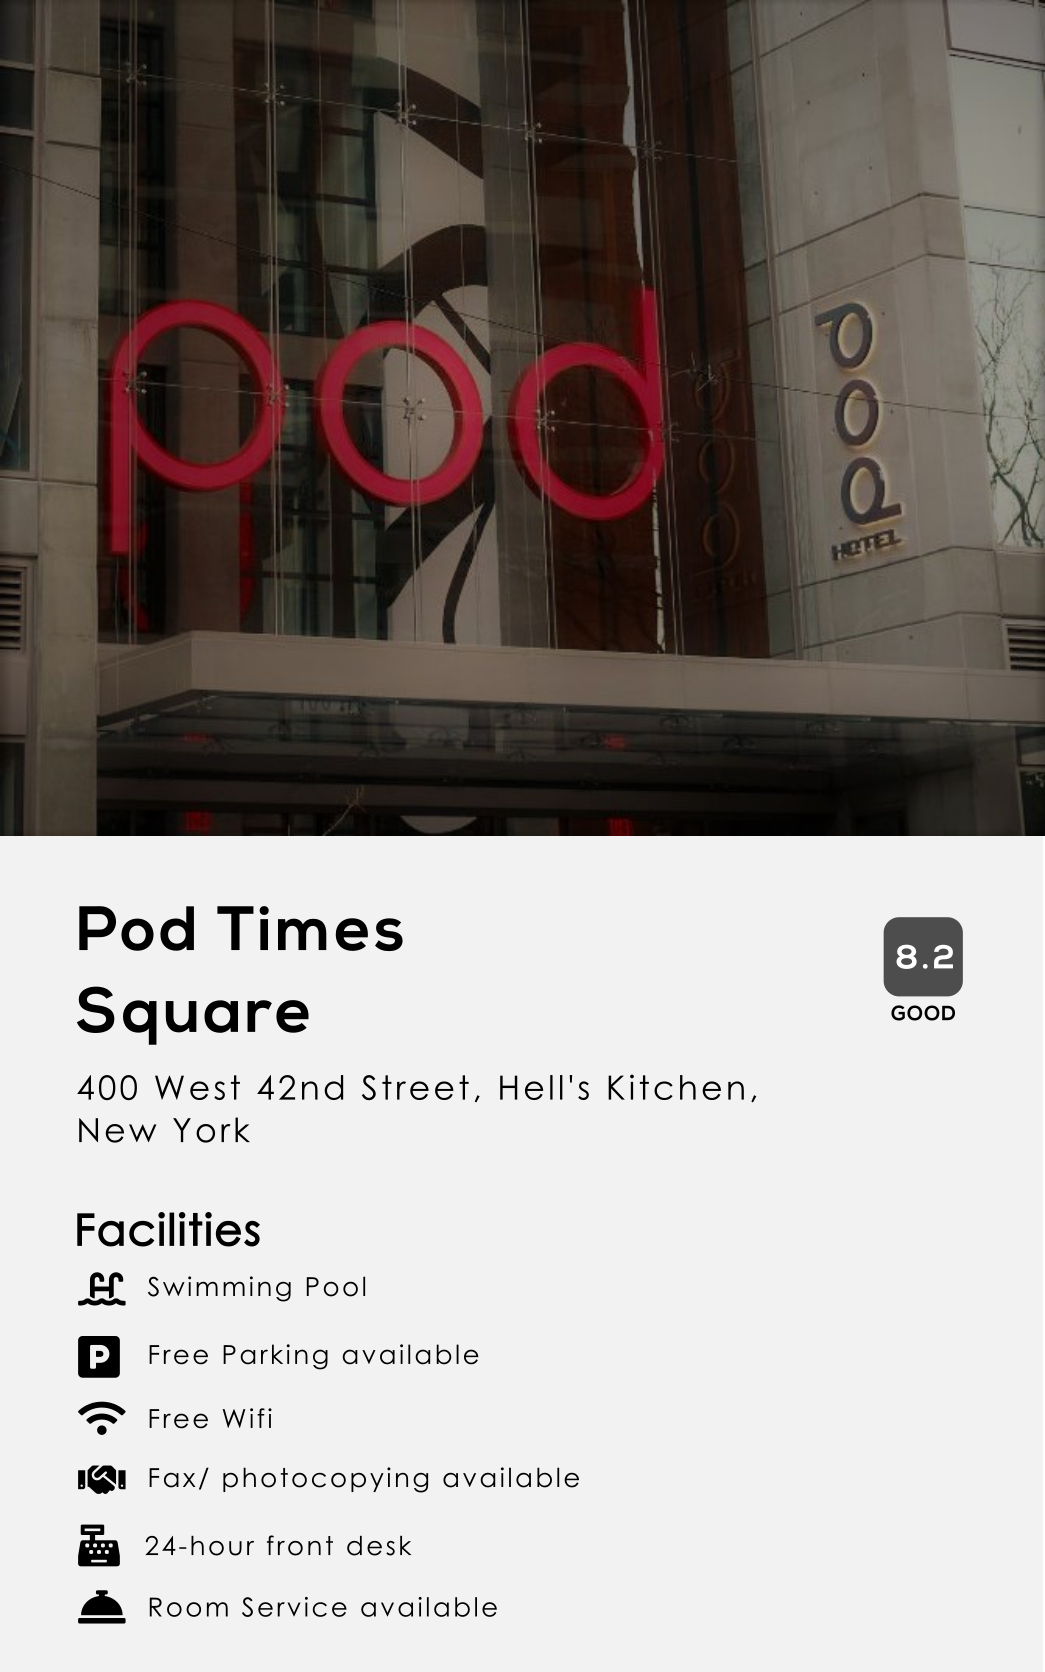 pod
pod
HOTEL
Pod Times
Square
8.2
GOOD
400 West 42nd Street, Hell's Kitchen,
New York
Facilities
Swimming Pool
Free Parking available
Free Wifi
Fax/ photocopying available
24-hour front desk
Room Service available